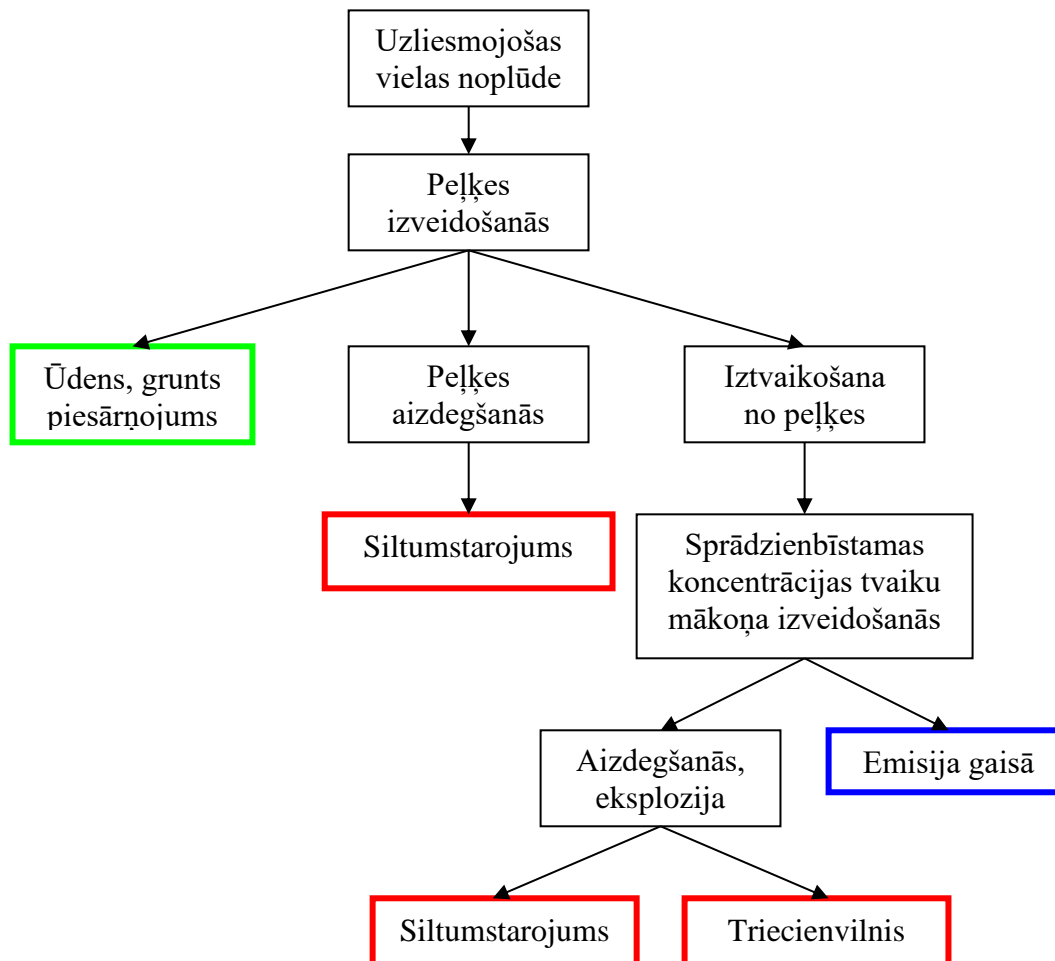 Uzliesmojošas
vielas noplūde
Peļķes
izveidošanās
Ūdens, grunts
piesārņojums
Peļķes
aizdegšanās
Iztvaikošana
no peļķes
Siltumstarojums
Sprādzienbīstamas
koncentrācijas tvaiku
mākoņa izveidošanās
Aizdegšanās,
eksplozija
Emisija gaisā
Siltumstarojums
Triecienvilnis